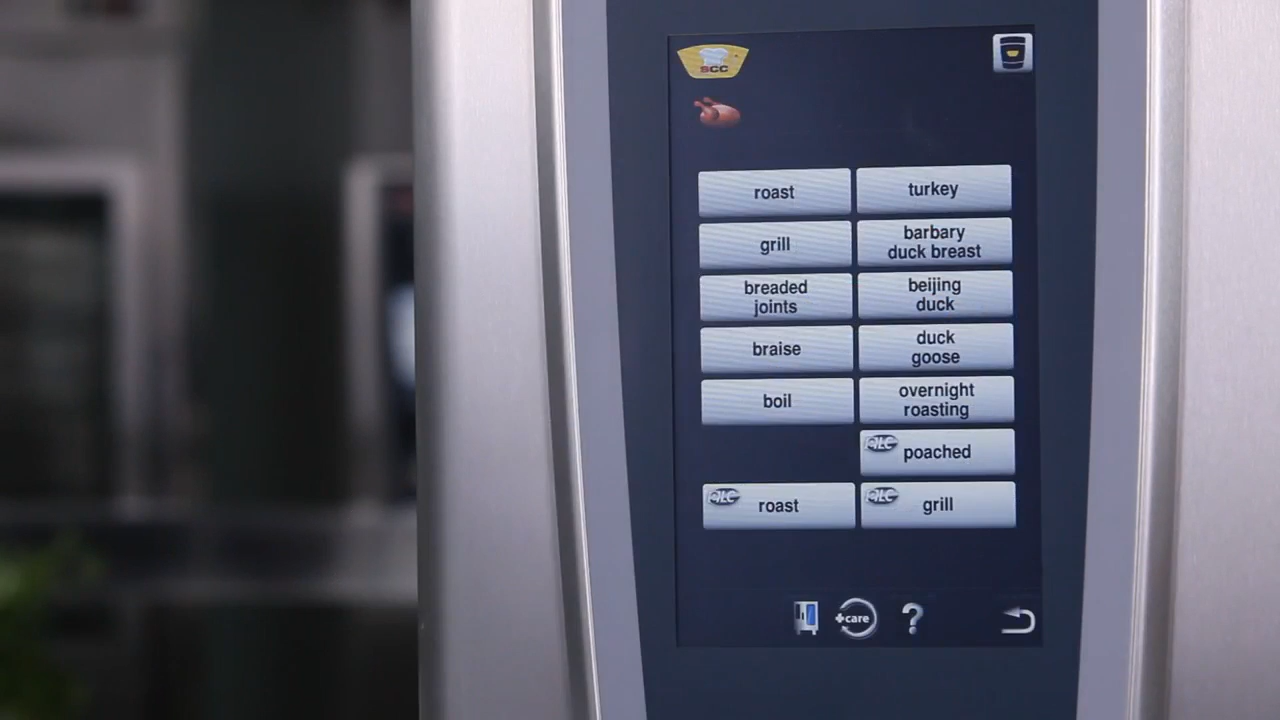 SCC
roast
turkey
grill
barbary
duck breast
breaded
joints
beijing
duck
braise
duck
goose
boil
overnight
roasting
poached
roast
grill
+care
?